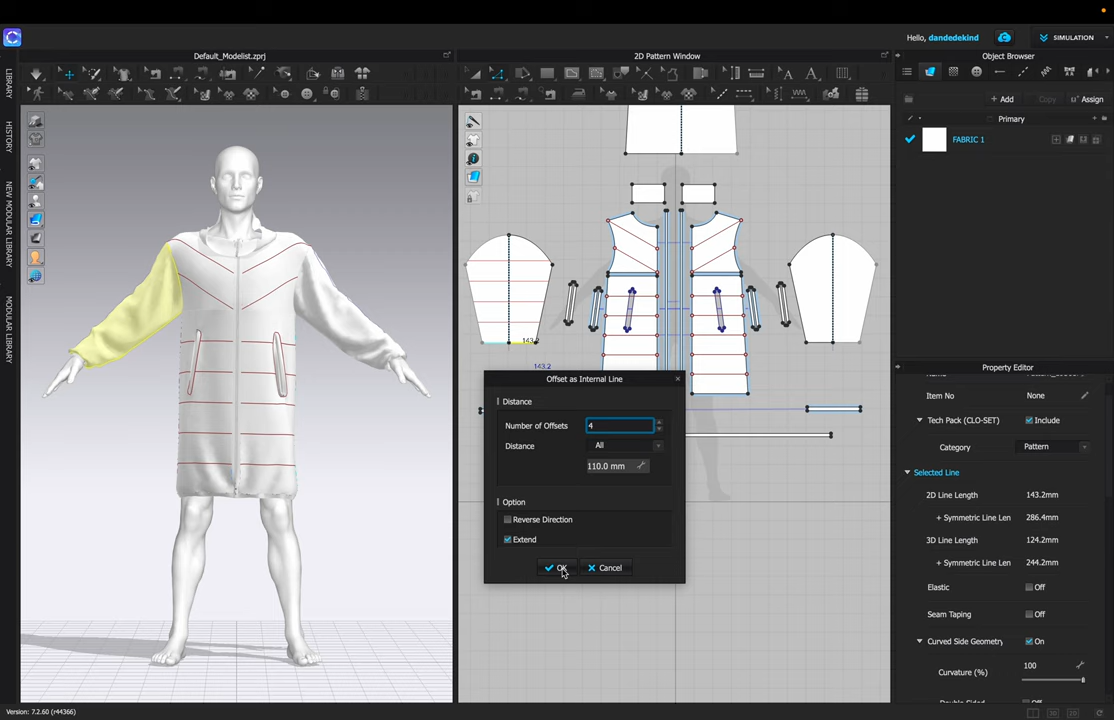 Hello, dandedekind
SIMULATION
Default_Modelist.zprj
2D Pattern Window
Object Browser
LIBRARY
HISTORY
NEW MODULAR LIBRARY
MODULAR LIBRARY
A A
+ Add
Copy
Assign
Primary
FABRIC 1
143.2
143.2
Offset as Internal Line
Distance
Number of Offsets 4
Distance All
110.0 mm
Option
Reverse Direction
Extend
OK
Cancel
Property Editor
Item No None
Tech Pack (CLO-SET) Include
Category Pattern
Selected Line
2D Line Length 143.2mm
+ Symmetric Line Len 286.4mm
3D Line Length 124.2mm
+ Symmetric Line Len 244.2mm
Elastic Off
Seam Taping Off
Curved Side Geometry On
Curvature (%) 100
Version: 7.2.60 (r44366)
3D
2D